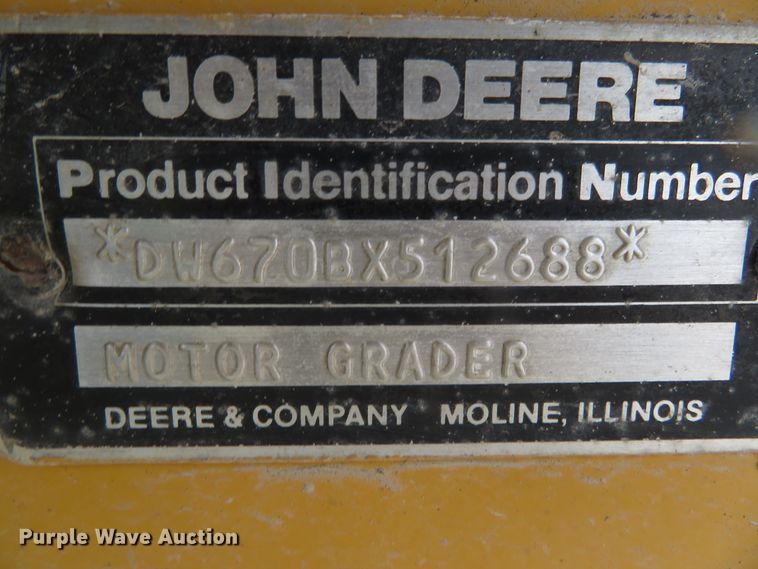 JOHN DEERE
Product Identification Number
*DW670BX512688*
MOTOR GRADER
DEERE & COMPANY MOLINE, ILLINOIS
Purple Wave Auction